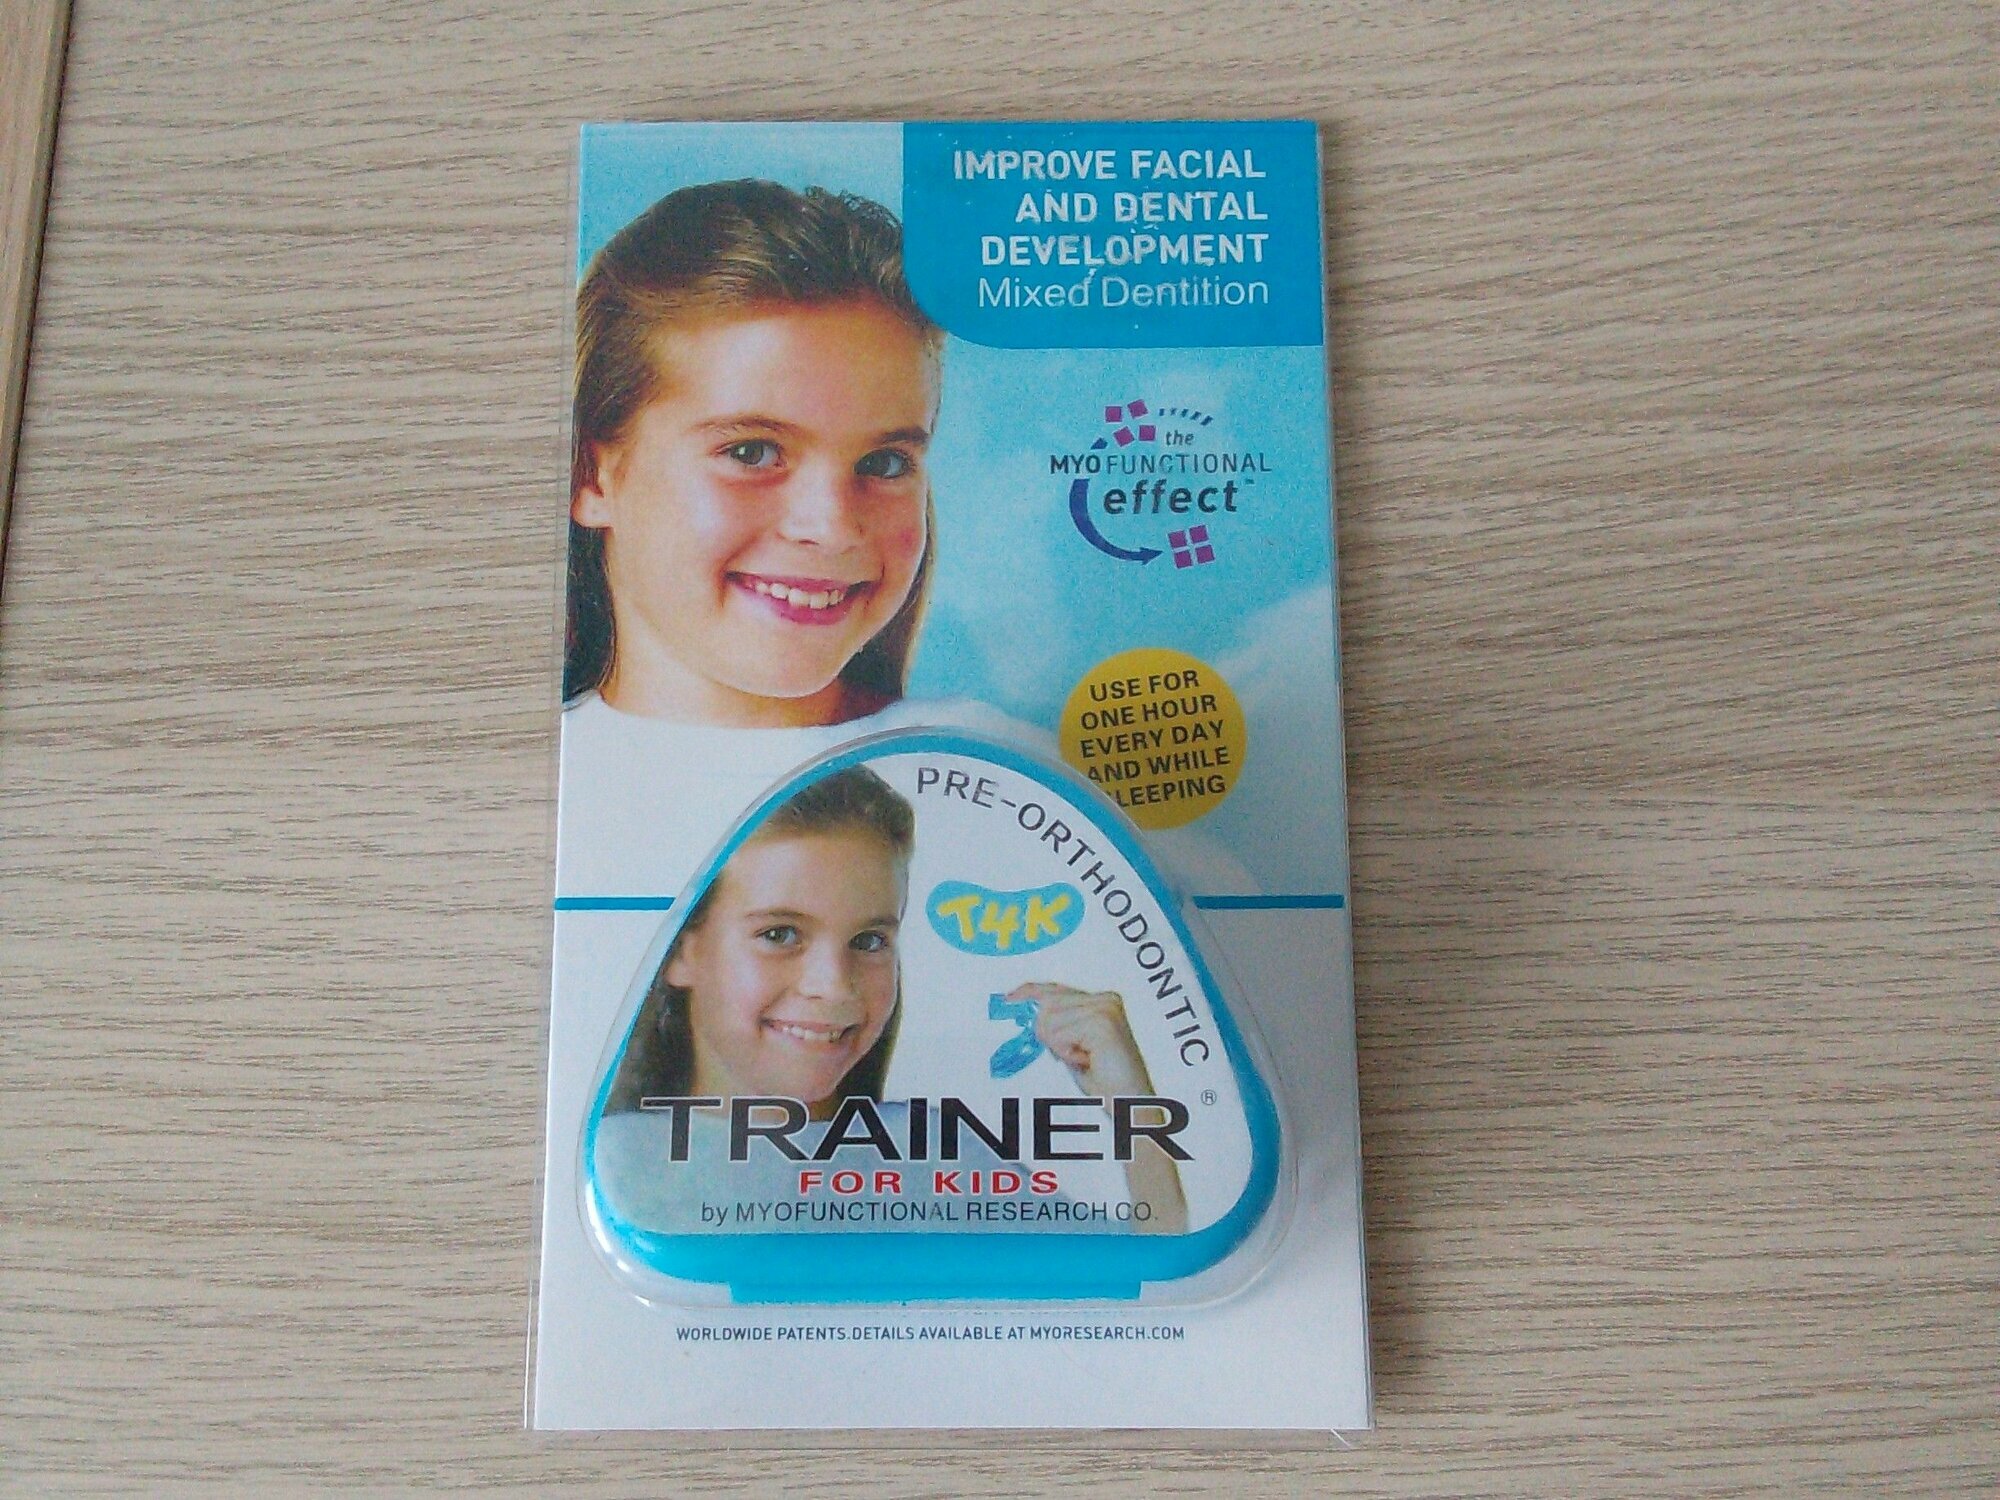 IMPROVE FACIAL
AND DENTAL
DEVELOPMENT
Mixed Dentition
the
MYOFUNCTIONAL
effect™
USE FOR
ONE HOUR
EVERY DAY
AND WHILE
SLEEPING
PRE-ORTHODONTIC
T4K
TRAINER®
FOR KIDS
by MYOFUNCTIONAL RESEARCH CO.
WORLDWIDE PATENTS.DETAILS AVAILABLE AT MYORESEARCH.COM